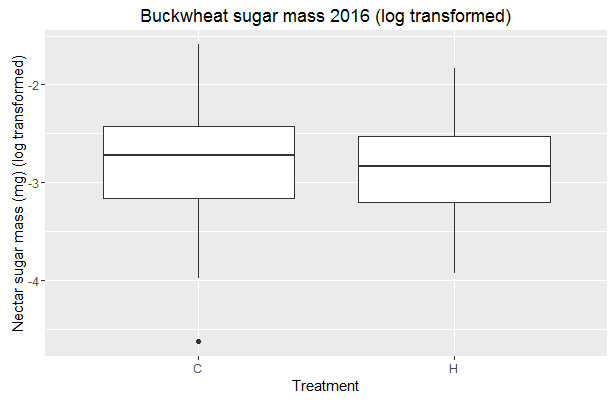 Buckwheat sugar mass 2016 (log transformed)
Nectar sugar mass (mg) (log transformed)
-2
-3
-4
C
H
Treatment